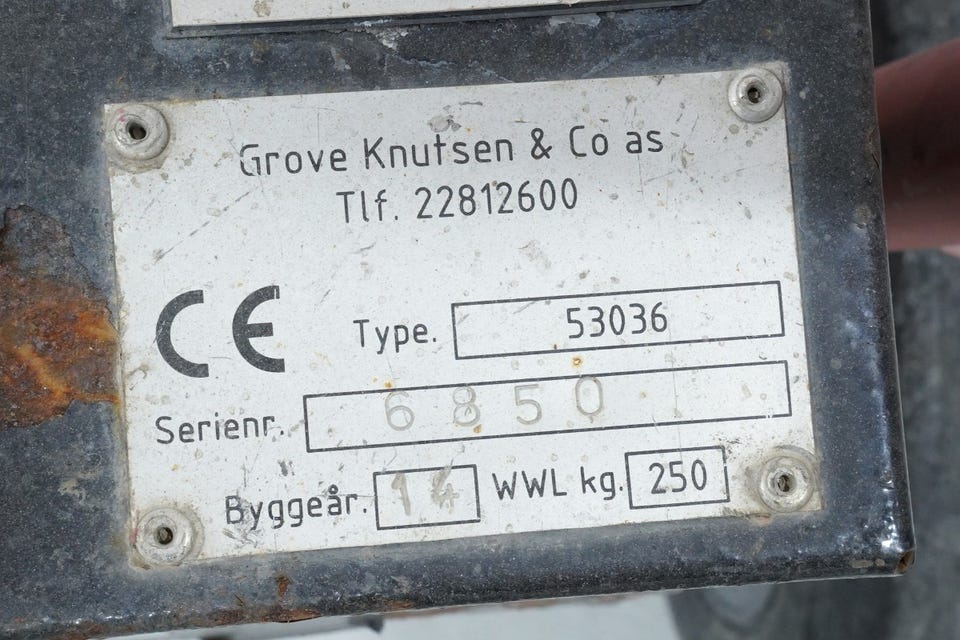 Grove Knutsen & Co as
Tlf. 22812600
CE Type. 53036
Serienr. 6850
Byggeår. 14 WWL kg. 250